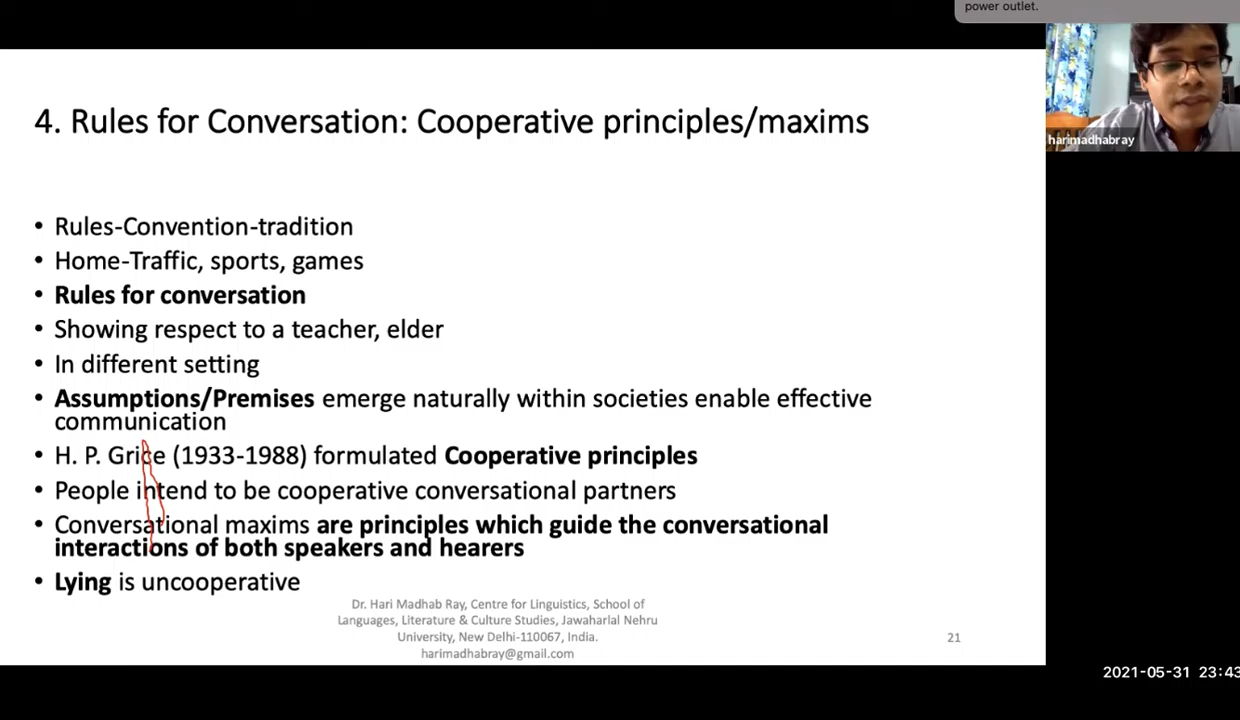 power outlet.
harimadhabray
4. Rules for Conversation: Cooperative principles/maxims
• Rules-Convention-tradition
• Home-Traffic, sports, games
• Rules for conversation
• Showing respect to a teacher, elder
• In different setting
• Assumptions/Premises emerge naturally within societies enable effective
communication
• H. P. Grice (1933-1988) formulated Cooperative principles
• People intend to be cooperative conversational partners
• Conversational maxims are principles which guide the conversational
interactions of both speakers and hearers
• Lying is uncooperative
Dr. Hari Madhab Ray, Centre for Linguistics, School of
Languages, Literature & Culture Studies, Jawaharlal Nehru
University, New Delhi-110067, India.
harimadhabray@gmail.com
21
2021-05-31 23:43